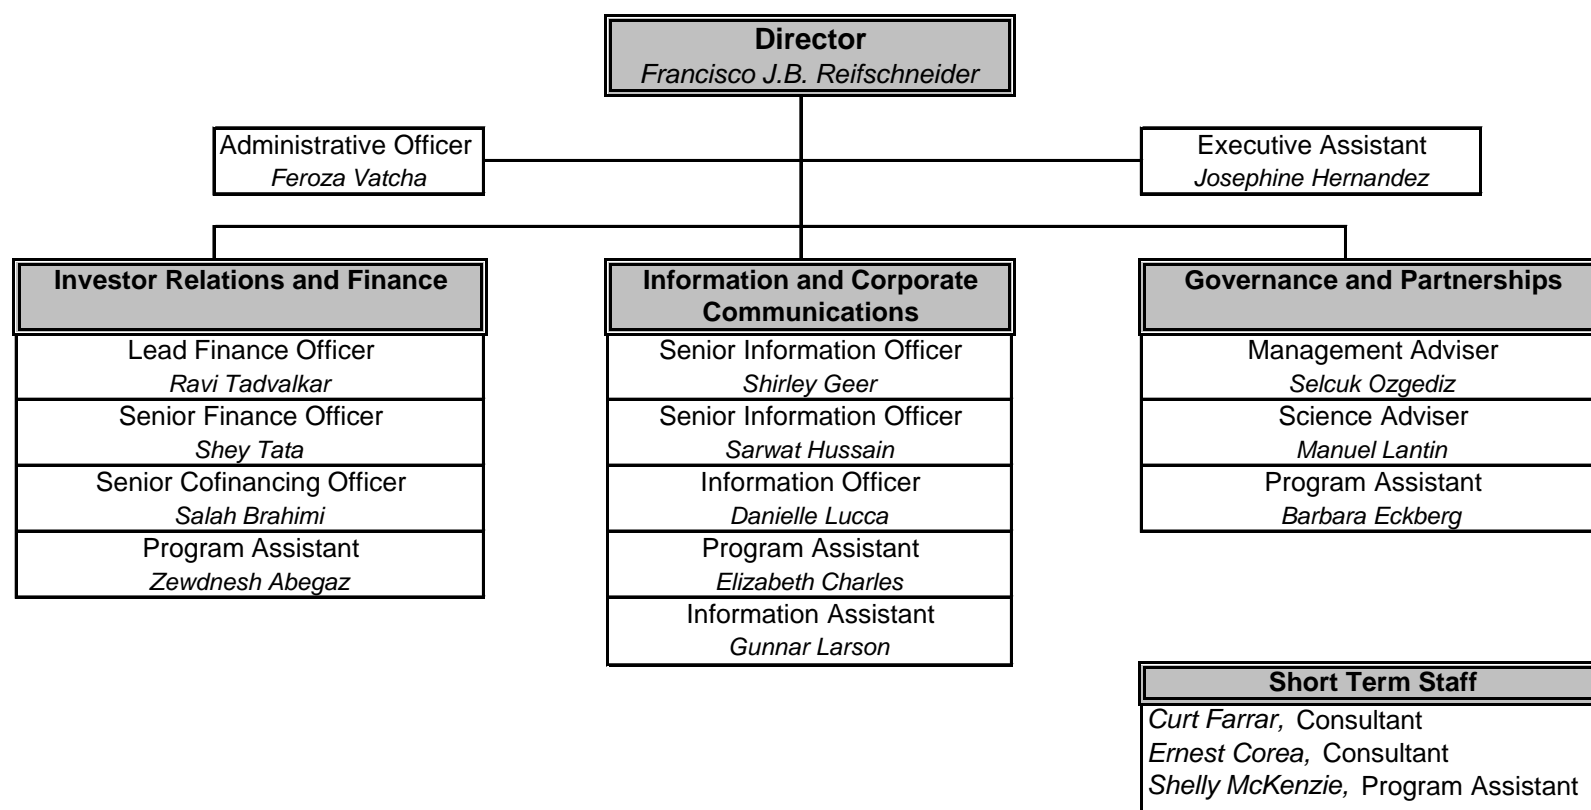 Director
Francisco J.B. Reifschneider
Administrative Officer
Feroza Vatcha
Executive Assistant
Josephine Hernandez
Investor Relations and Finance
Lead Finance Officer
Ravi Tadvalkar
Senior Finance Officer
Shey Tata
Senior Cofinancing Officer
Salah Brahimi
Program Assistant
Zewdnesh Abegaz
Information and Corporate
Communications
Senior Information Officer
Shirley Geer
Senior Information Officer
Sarwat Hussain
Information Officer
Danielle Lucca
Program Assistant
Elizabeth Charles
Information Assistant
Gunnar Larson
Governance and Partnerships
Management Adviser
Selcuk Ozgediz
Science Adviser
Manuel Lantin
Program Assistant
Barbara Eckberg
Short Term Staff
Curt Farrar, Consultant
Ernest Corea, Consultant
Shelly McKenzie, Program Assistant